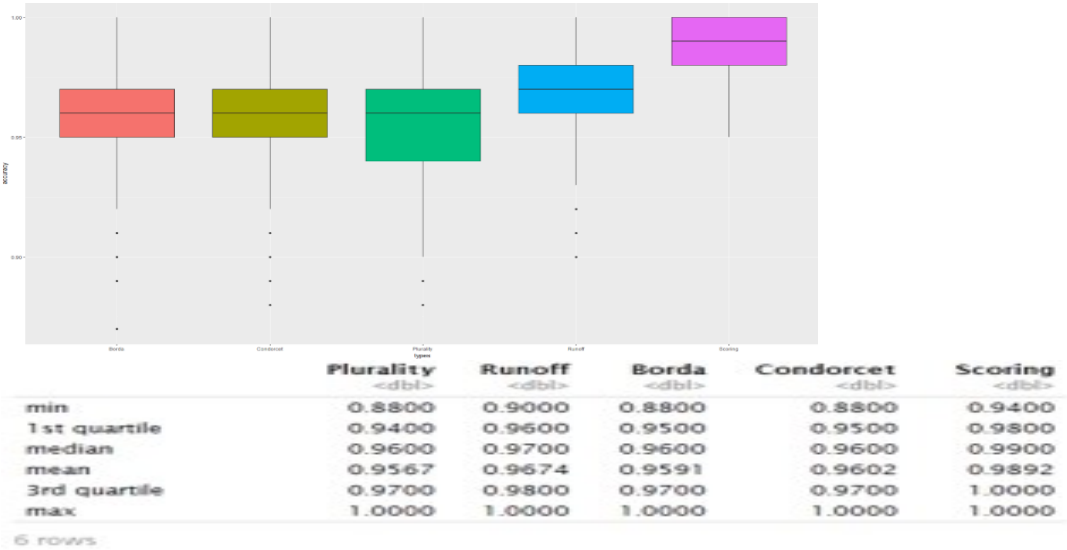 1.00
0.95
0.90
accuracy
Borda Condorcet Plurality Runoff Scoring
types
Plurality Runoff Borda Condorcet Scoring
<dbl> <dbl> <dbl> <dbl> <dbl>
min 0.8800 0.9000 0.8800 0.8800 0.9400
1st quartile 0.9400 0.9600 0.9500 0.9500 0.9800
median 0.9600 0.9700 0.9600 0.9600 0.9900
mean 0.9567 0.9674 0.9591 0.9602 0.9892
3rd quartile 0.9700 0.9800 0.9700 0.9700 1.0000
max 1.0000 1.0000 1.0000 1.0000 1.0000
6 rows